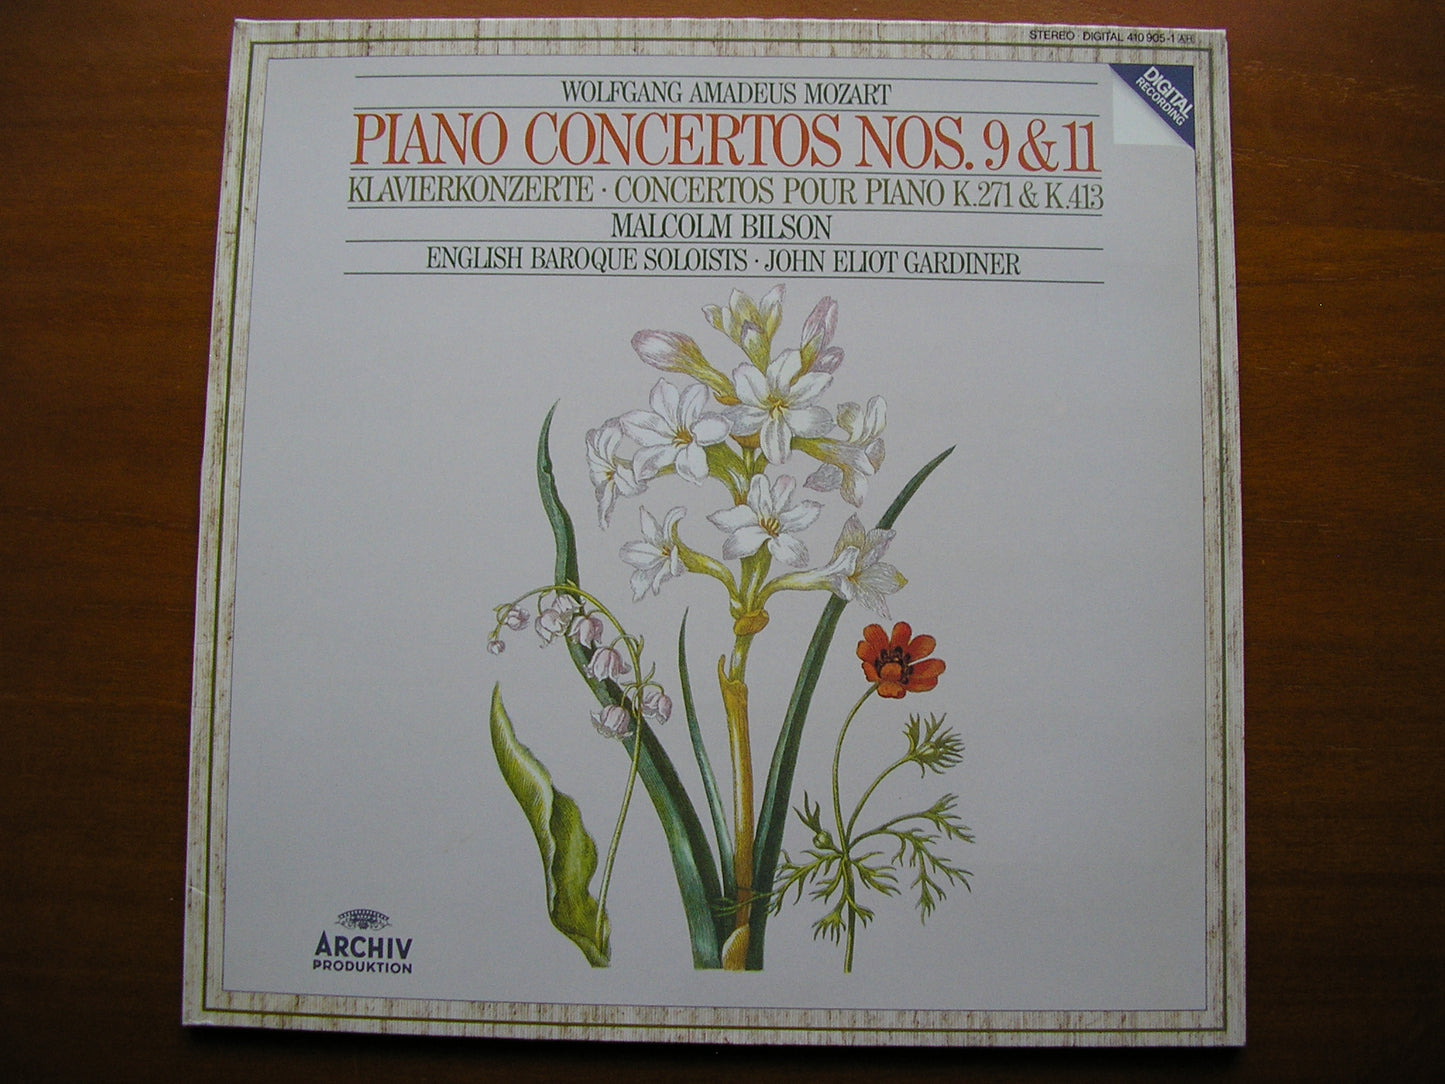 STEREO · DIGITAL 410 905-1 AH
DIGITAL
RECORDING
WOLFGANG AMADEUS MOZART
PIANO CONCERTOS NOS. 9 & 11
KLAVIERKONZERTE · CONCERTOS POUR PIANO K.271 & K.413
MALCOLM BILSON
ENGLISH BAROQUE SOLOISTS · JOHN ELIOT GARDINER
ARCHIV
PRODUKTION